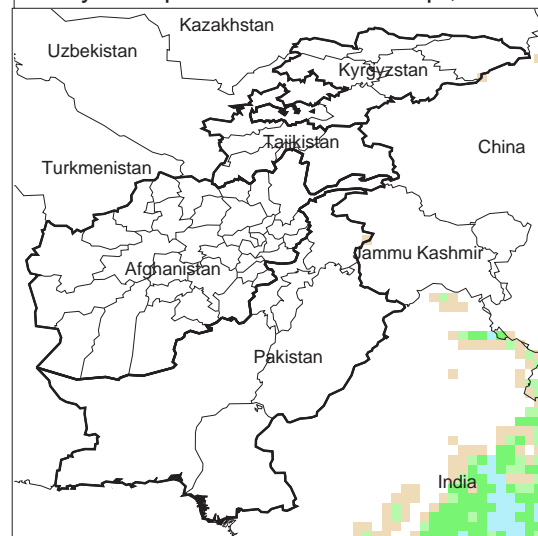 Kazakhstan
Uzbekistan
Kyrgyzstan
Tajikistan
China
Turkmenistan
Jammu Kashmir
Afghanistan
Pakistan
India